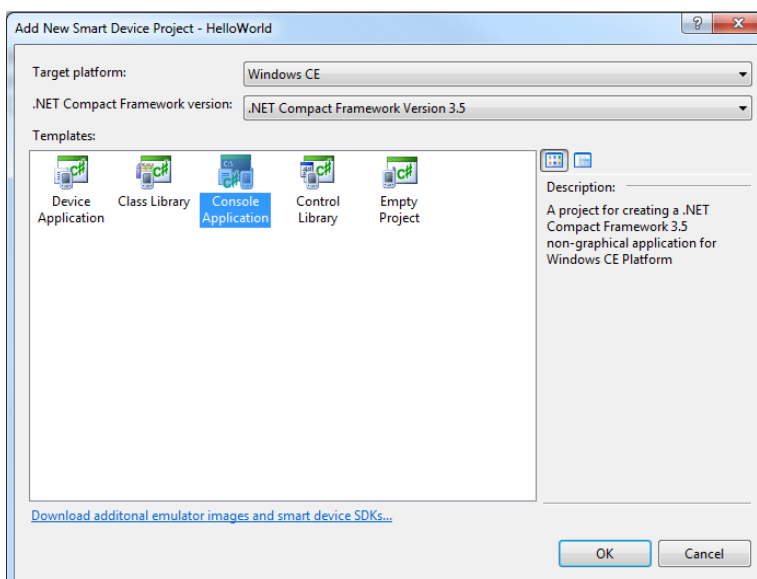 Add New Smart Device Project - HelloWorld
Target platform:
Windows CE
.NET Compact Framework version:
.NET Compact Framework Version 3.5
Templates:
Device
Application
Class Library
Console
Application
Control
Library
Empty
Project
Description:
A project for creating a .NET
Compact Framework 3.5
non-graphical application for
Windows CE Platform
Download additonal emulator images and smart device SDKs...
OK
Cancel